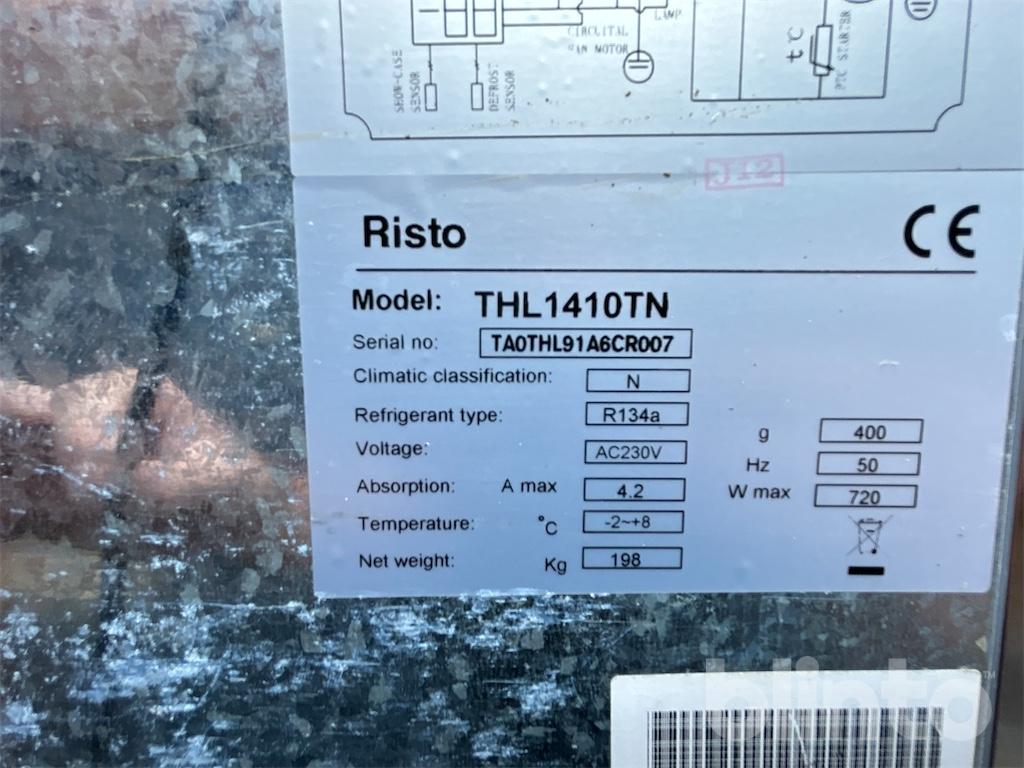 LAMP
CIRCLITAL
FAN MOTOR
SHOW-CASE
SENSOR
DEFROST
SENSOR
t℃
PTC STARTER
J12
Risto CE
Model: THL1410TN
Serial no: TA0THL91A6CR007
Climatic classification: N
Refrigerant type: R134a g 400
Voltage: AC230V Hz 50
Absorption: A max 4.2 W max 720
Temperature: °C -2~+8
Net weight: Kg 198
blinto™